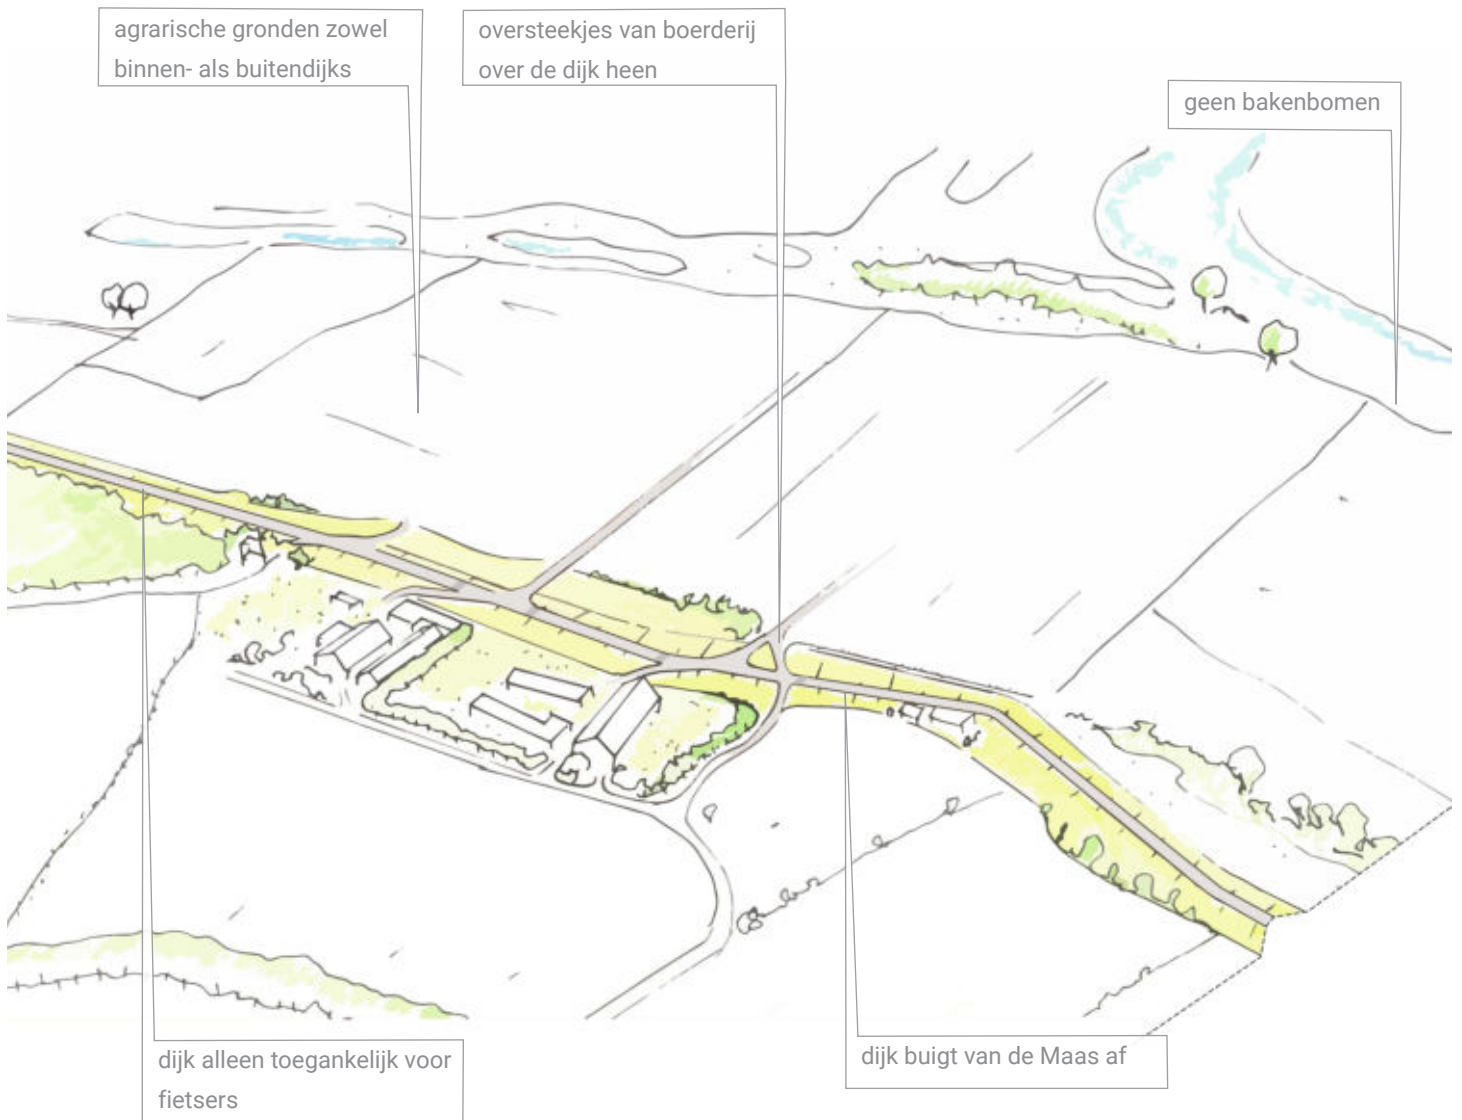 agrarische gronden zowel
binnen- als buitendijks
oversteekjes van boerderij
over de dijk heen
geen bakenbomen
dijk alleen toegankelijk voor
fietsers
dijk buigt van de Maas af